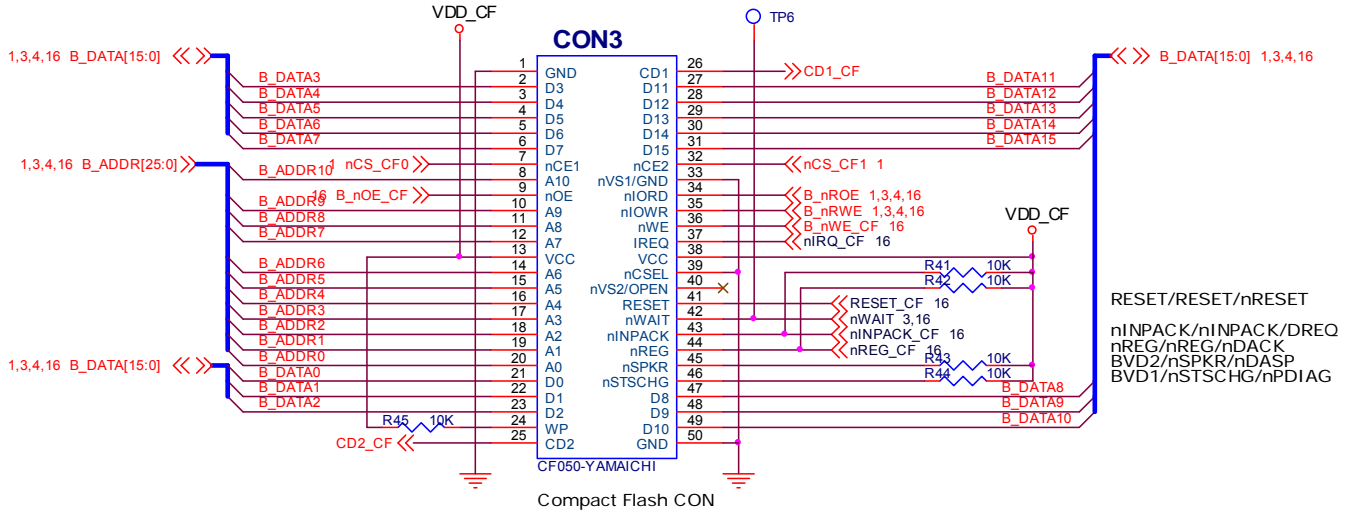 VDD_CF
TP6
CON3
1,3,4,16 B_DATA[15:0]
B_DATA[15:0] 1,3,4,16
1 GND CD1 26 CD1_CF
B_DATA3 2 D3 D11 27 B_DATA11
B_DATA4 3 D4 D12 28 B_DATA12
B_DATA5 4 D5 D13 29 B_DATA13
B_DATA6 5 D6 D14 30 B_DATA14
B_DATA7 6 D7 D15 31 B_DATA15
1,3,4,16 B_ADDR[25:0]
1 nCS_CF0 7 nCE1 nCE2 32 nCS_CF1 1
B_ADDR10 8 A10 nVS1/GND 33
16 B_nOE_CF 9 nOE nIORD 34 B_nROE 1,3,4,16
B_ADDR9 10 A9 nIOWR 35 B_nRWE 1,3,4,16
B_ADDR8 11 A8 nWE 36 B_nWE_CF 16
B_ADDR7 12 A7 IREQ 37 nIRQ_CF 16
VDD_CF
13 VCC VCC 38
B_ADDR6 14 A6 nCSEL 39 R41 10K
B_ADDR5 15 A5 nVS2/OPEN 40 R42 10K
B_ADDR4 16 A4 RESET 41 RESET_CF 16
B_ADDR3 17 A3 nWAIT 42 nWAIT 3,16
B_ADDR2 18 A2 nINPACK 43 nINPACK_CF 16
B_ADDR1 19 A1 nREG 44 nREG_CF 16
1,3,4,16 B_DATA[15:0]
B_ADDR0 20 A0 nSPKR 45 R43 10K
B_DATA0 21 D0 nSTSCHG 46 R44 10K
B_DATA1 22 D1 D8 47 B_DATA8
B_DATA2 23 D2 D9 48 B_DATA9
R45 10K 24 WP D10 49 B_DATA10
CD2_CF 25 CD2 GND 50
CF050-YAMAICHI
Compact Flash CON
RESET/RESET/nRESET
nINPACK/nINPACK/DREQ
nREG/nREG/nDACK
BVD2/nSPKR/nDASP
BVD1/nSTSCHG/nPDIAG